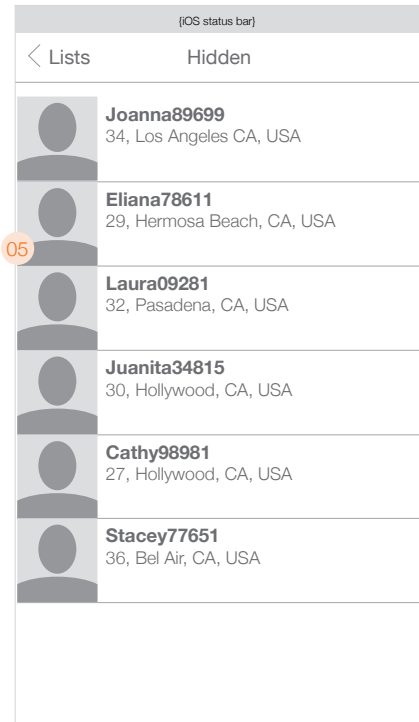 {iOS status bar}
Lists Hidden
Joanna89699
34, Los Angeles CA, USA
Eliana78611
29, Hermosa Beach, CA, USA
05
Laura09281
32, Pasadena, CA, USA
Juanita34815
30, Hollywood, CA, USA
Cathy98981
27, Hollywood, CA, USA
Stacey77651
36, Bel Air, CA, USA